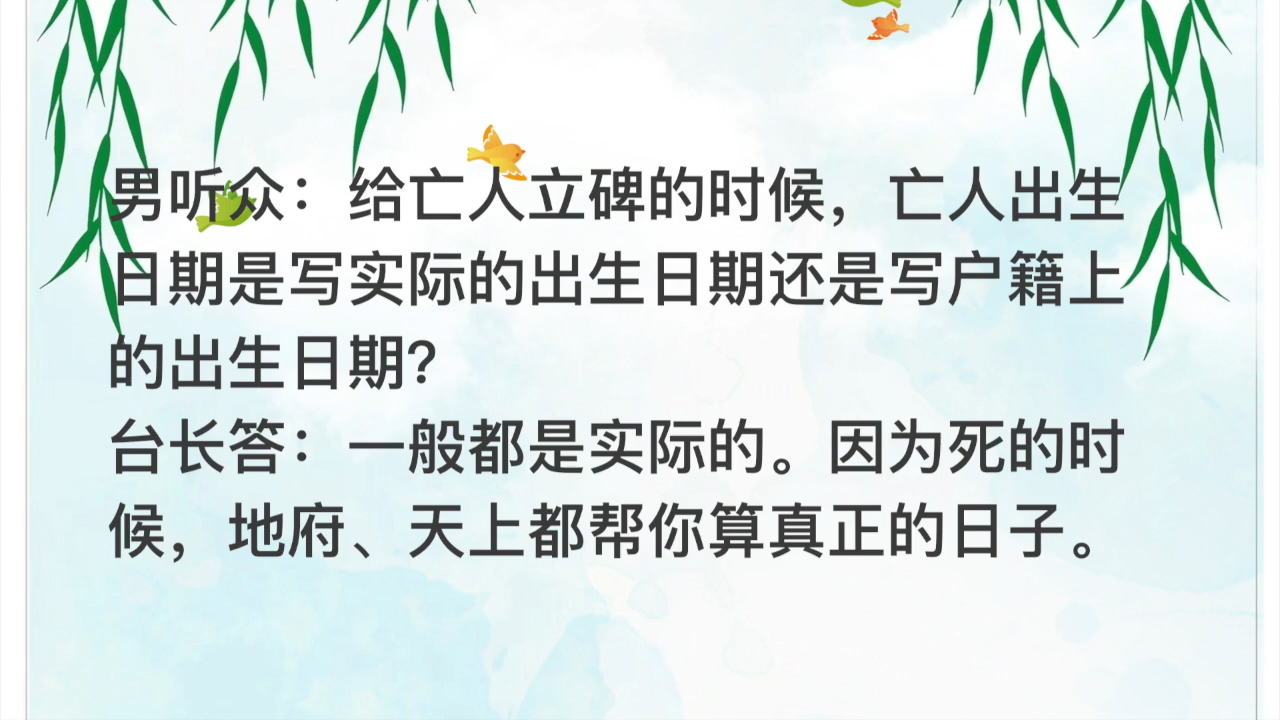 男听众：给亡人立碑的时候，亡人出生
日期是写实际的出生日期还是写户籍上
的出生日期？
台长答：一般都是实际的。因为死的时
候，地府、天上都帮你算真正的日子。